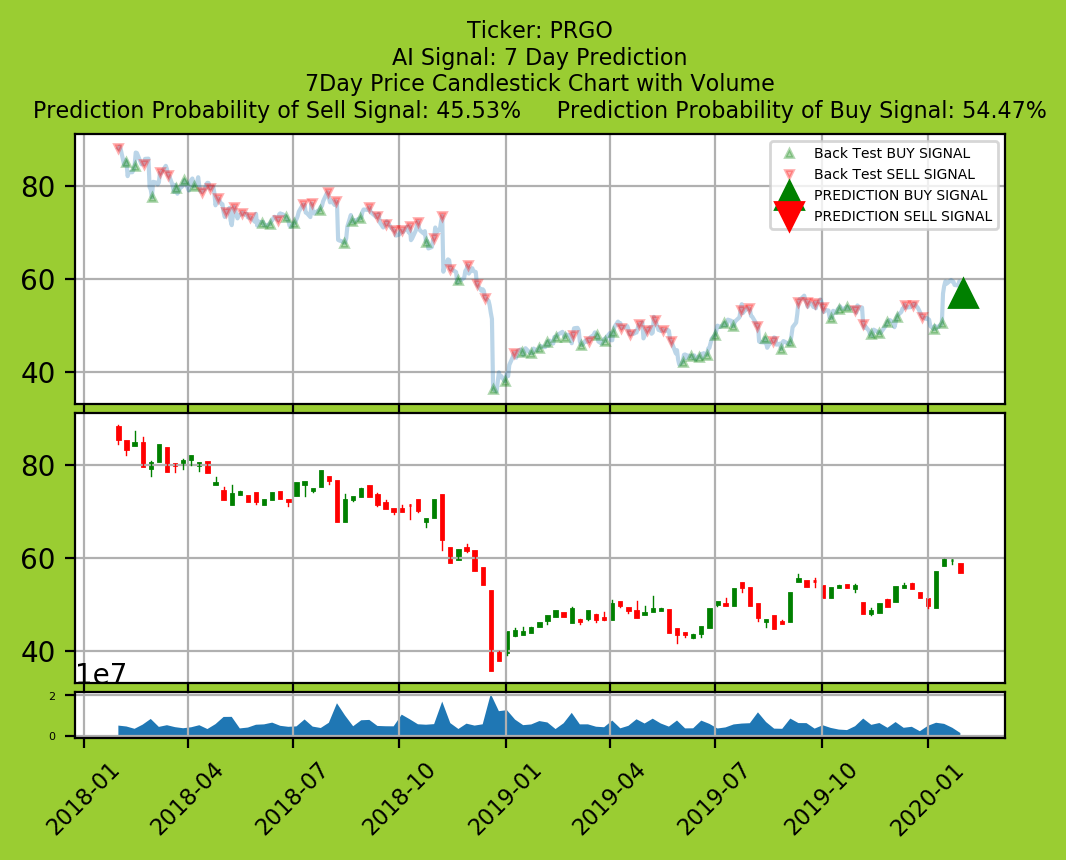 Ticker: PRGO
AI Signal: 7 Day Prediction
7Day Price Candlestick Chart with Volume
Prediction Probability of Sell Signal: 45.53% Prediction Probability of Buy Signal: 54.47%
Back Test BUY SIGNAL
Back Test SELL SIGNAL
PREDICTION BUY SIGNAL
PREDICTION SELL SIGNAL
80
60
40
80
60
40
1e7
2
0
2018-01
2018-04
2018-07
2018-10
2019-01
2019-04
2019-07
2019-10
2020-01